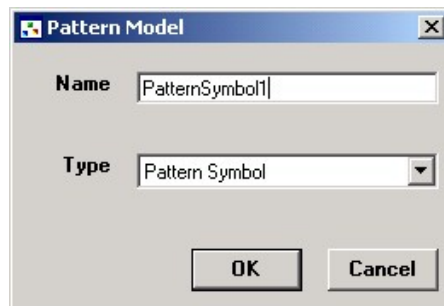 Pattern Model
Name PatternSymbol1
Type Pattern Symbol
OK Cancel